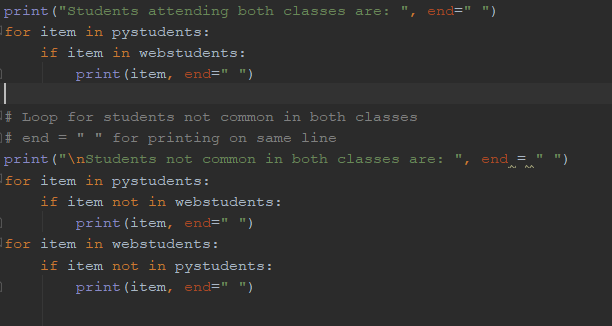 print("Students attending both classes are: ", end=" ")
for item in pystudents:
    if item in webstudents:
        print(item, end=" ")

# Loop for students not common in both classes
# end = " " for printing on same line
print("\nStudents not common in both classes are: ", end = " ")
for item in pystudents:
    if item not in webstudents:
        print(item, end=" ")
for item in webstudents:
    if item not in pystudents:
        print(item, end=" ")